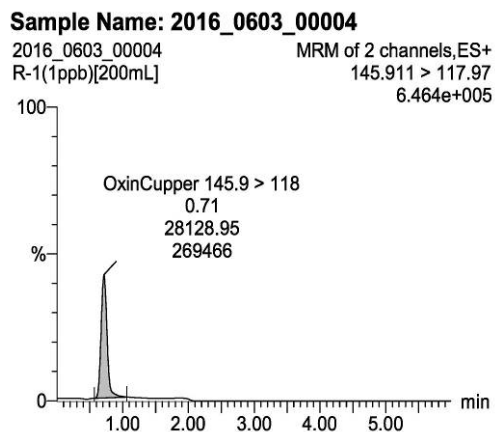 Sample Name: 2016_0603_00004
2016_0603_00004
MRM of 2 channels,ES+
R-1(1ppb)[200mL]
145.911 > 117.97
6.464e+005
100
OxinCupper 145.9 > 118
0.71
28128.95
269466
%
0
min
1.00 2.00 3.00 4.00 5.00